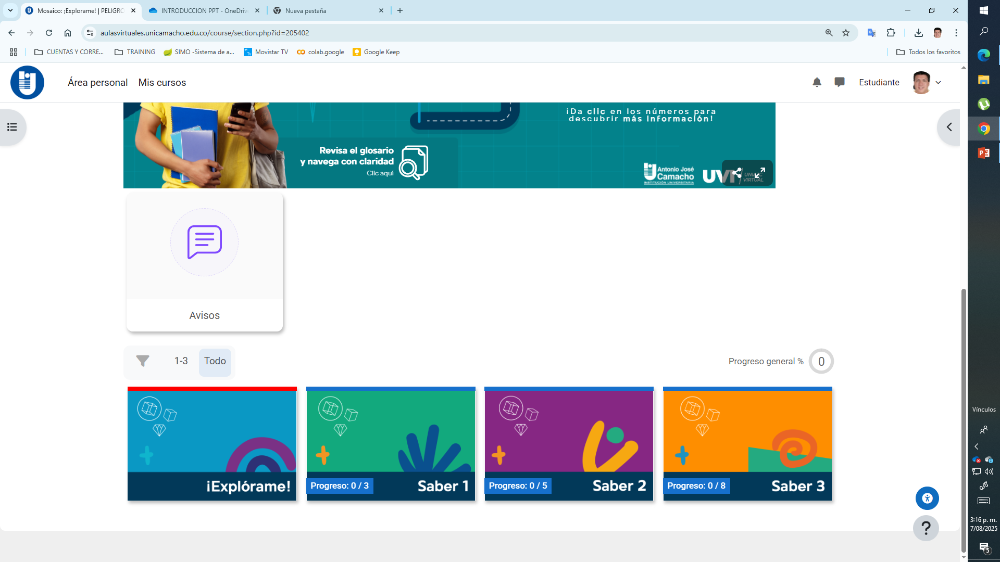 Mosaico: ¡Explorame! | PELIGRO
INTRODUCCION PPT - OneDrive
Nueva pestaña
aulasvirtuales.unicamacho.edu.co/course/section.php?id=205402
CUENTAS Y CORRE...
TRAINING
SIMO -Sistema de a...
Movistar TV
colab.google
Google Keep
Todos los favoritos
Área personal
Mis cursos
Estudiante
¡Da clic en los números para
descubrir más información!
Revisa el glosario
y navega con claridad
Clic aquí
Antonio José
Camacho
INSTITUCIÓN UNIVERSITARIA
VIRTUAL
Avisos
1-3
Todo
Progreso general %
0
¡Explórame!
Progreso: 0 / 3
Saber 1
Progreso: 0 / 5
Saber 2
Progreso: 0 / 8
Saber 3
?
Vínculos
3:16 p. m.
7/08/2025
5